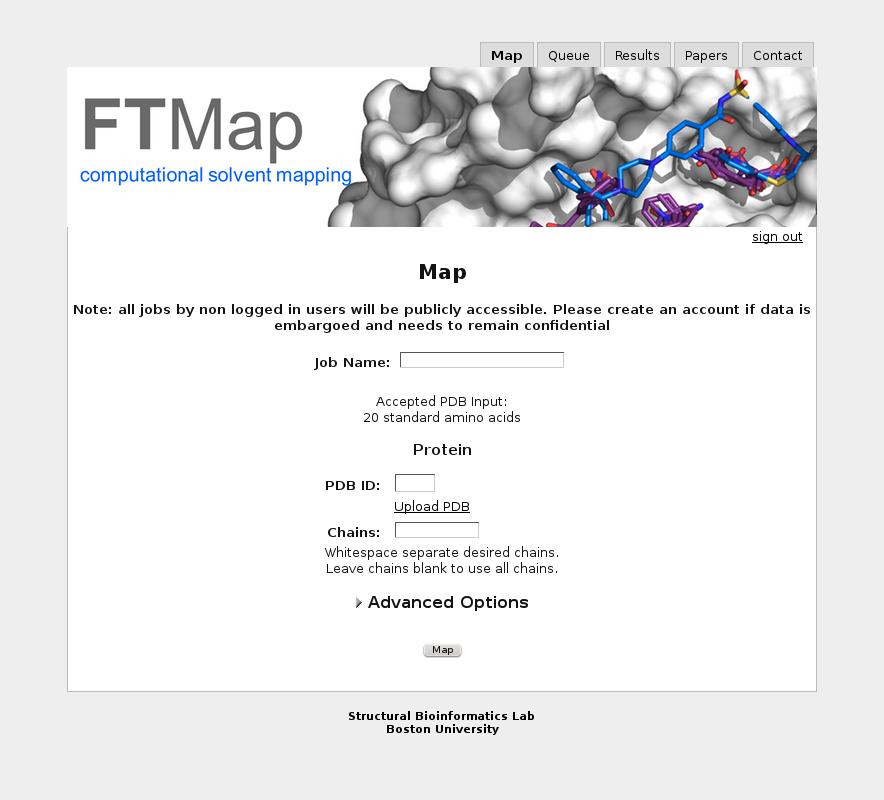 Map Queue Results Papers Contact
FTMap
computational solvent mapping
sign out
Map
Note: all jobs by non logged in users will be publicly accessible. Please create an account if data is
embargoed and needs to remain confidential
Job Name:
Accepted PDB Input:
20 standard amino acids
Protein
PDB ID:
Upload PDB
Chains:
Whitespace separate desired chains.
Leave chains blank to use all chains.
Advanced Options
Map
Structural Bioinformatics Lab
Boston University